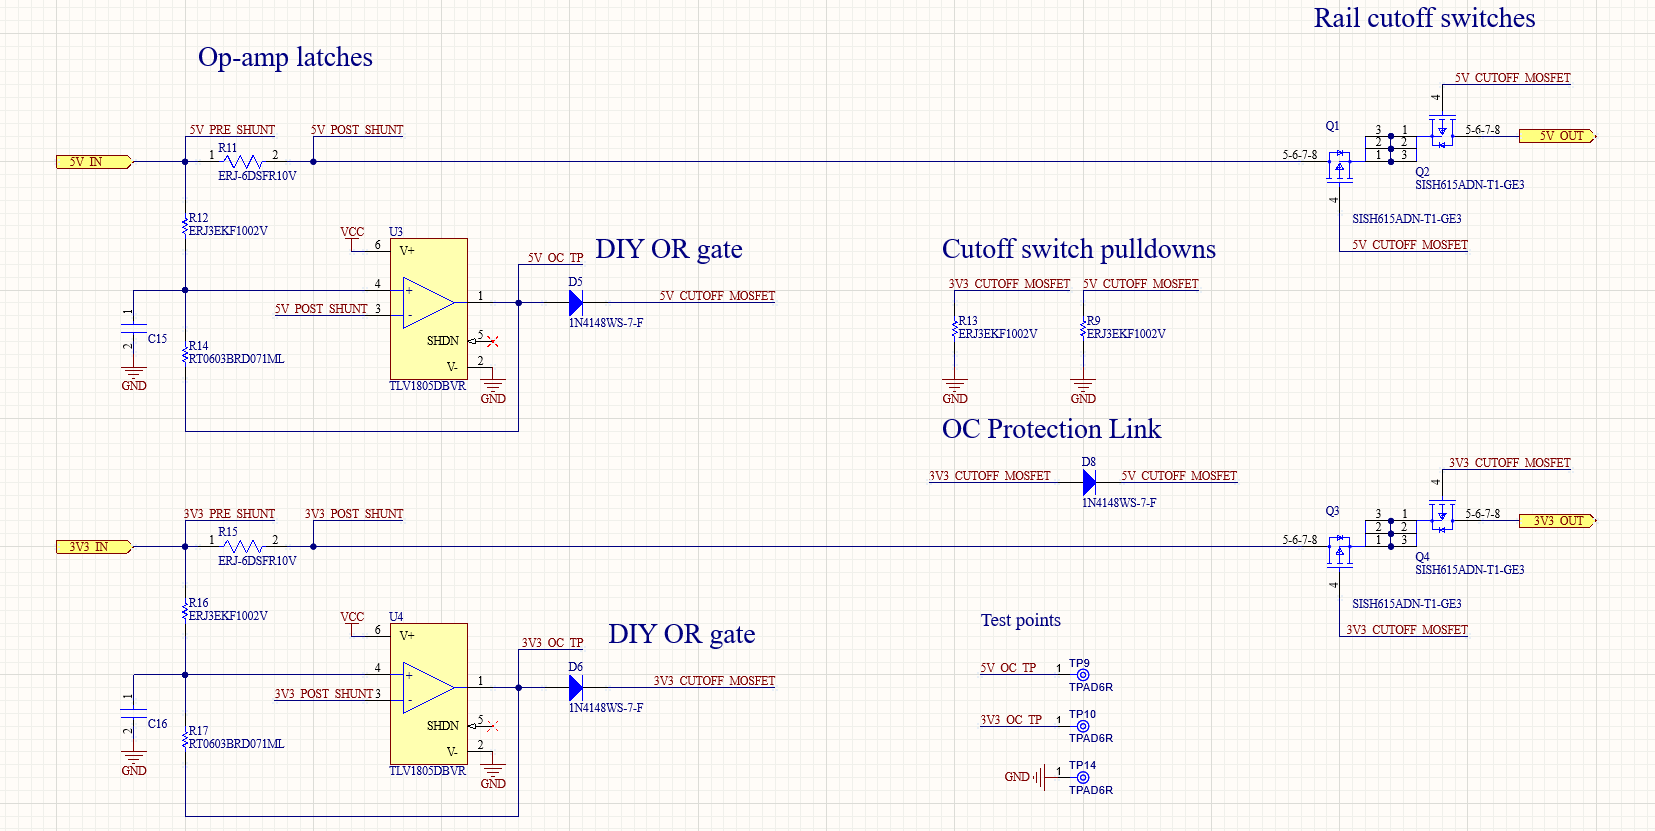 Rail cutoff switches
Op-amp latches
5V_CUTOFF_MOSFET
4
5V_PRE_SHUNT
5V_POST_SHUNT
Q1
3 1
5-6-7-8
5V_OUT
5V_IN
1
R11
2
ERJ-6DSFR10V
5-6-7-8
2 2
1 3
Q2
SISH615ADN-T1-GE3
4
R12
ERJ3EKF1002V
SISH615ADN-T1-GE3
5V_CUTOFF_MOSFET
VCC
U3
6
V+
DIY OR gate
Cutoff switch pulldowns
5V_OC_TP
4
+
5V_POST_SHUNT 3
-
1
D5
5V_CUTOFF_MOSFET
1N4148WS-7-F
3V3_CUTOFF_MOSFET
5V_CUTOFF_MOSFET
R13
ERJ3EKF1002V
R9
ERJ3EKF1002V
1
C15
2
GND
R14
RT0603BRD071ML
SHDN
5
V-
2
TLV1805DBVR
GND
GND
GND
OC Protection Link
3V3_CUTOFF_MOSFET
D8
5V_CUTOFF_MOSFET
1N4148WS-7-F
3V3_CUTOFF_MOSFET
4
3V3_PRE_SHUNT
3V3_POST_SHUNT
Q3
3 1
5-6-7-8
3V3_OUT
3V3_IN
1
R15
2
ERJ-6DSFR10V
5-6-7-8
2 2
1 3
Q4
SISH615ADN-T1-GE3
4
R16
ERJ3EKF1002V
SISH615ADN-T1-GE3
3V3_CUTOFF_MOSFET
VCC
U4
6
V+
DIY OR gate
Test points
3V3_OC_TP
4
+
3V3_POST_SHUNT 3
-
1
D6
3V3_CUTOFF_MOSFET
1N4148WS-7-F
5V_OC_TP
1
TP9
TPAD6R
1
C16
2
GND
R17
RT0603BRD071ML
SHDN
5
V-
2
TLV1805DBVR
GND
3V3_OC_TP
1
TP10
TPAD6R
GND
1
TP14
TPAD6R